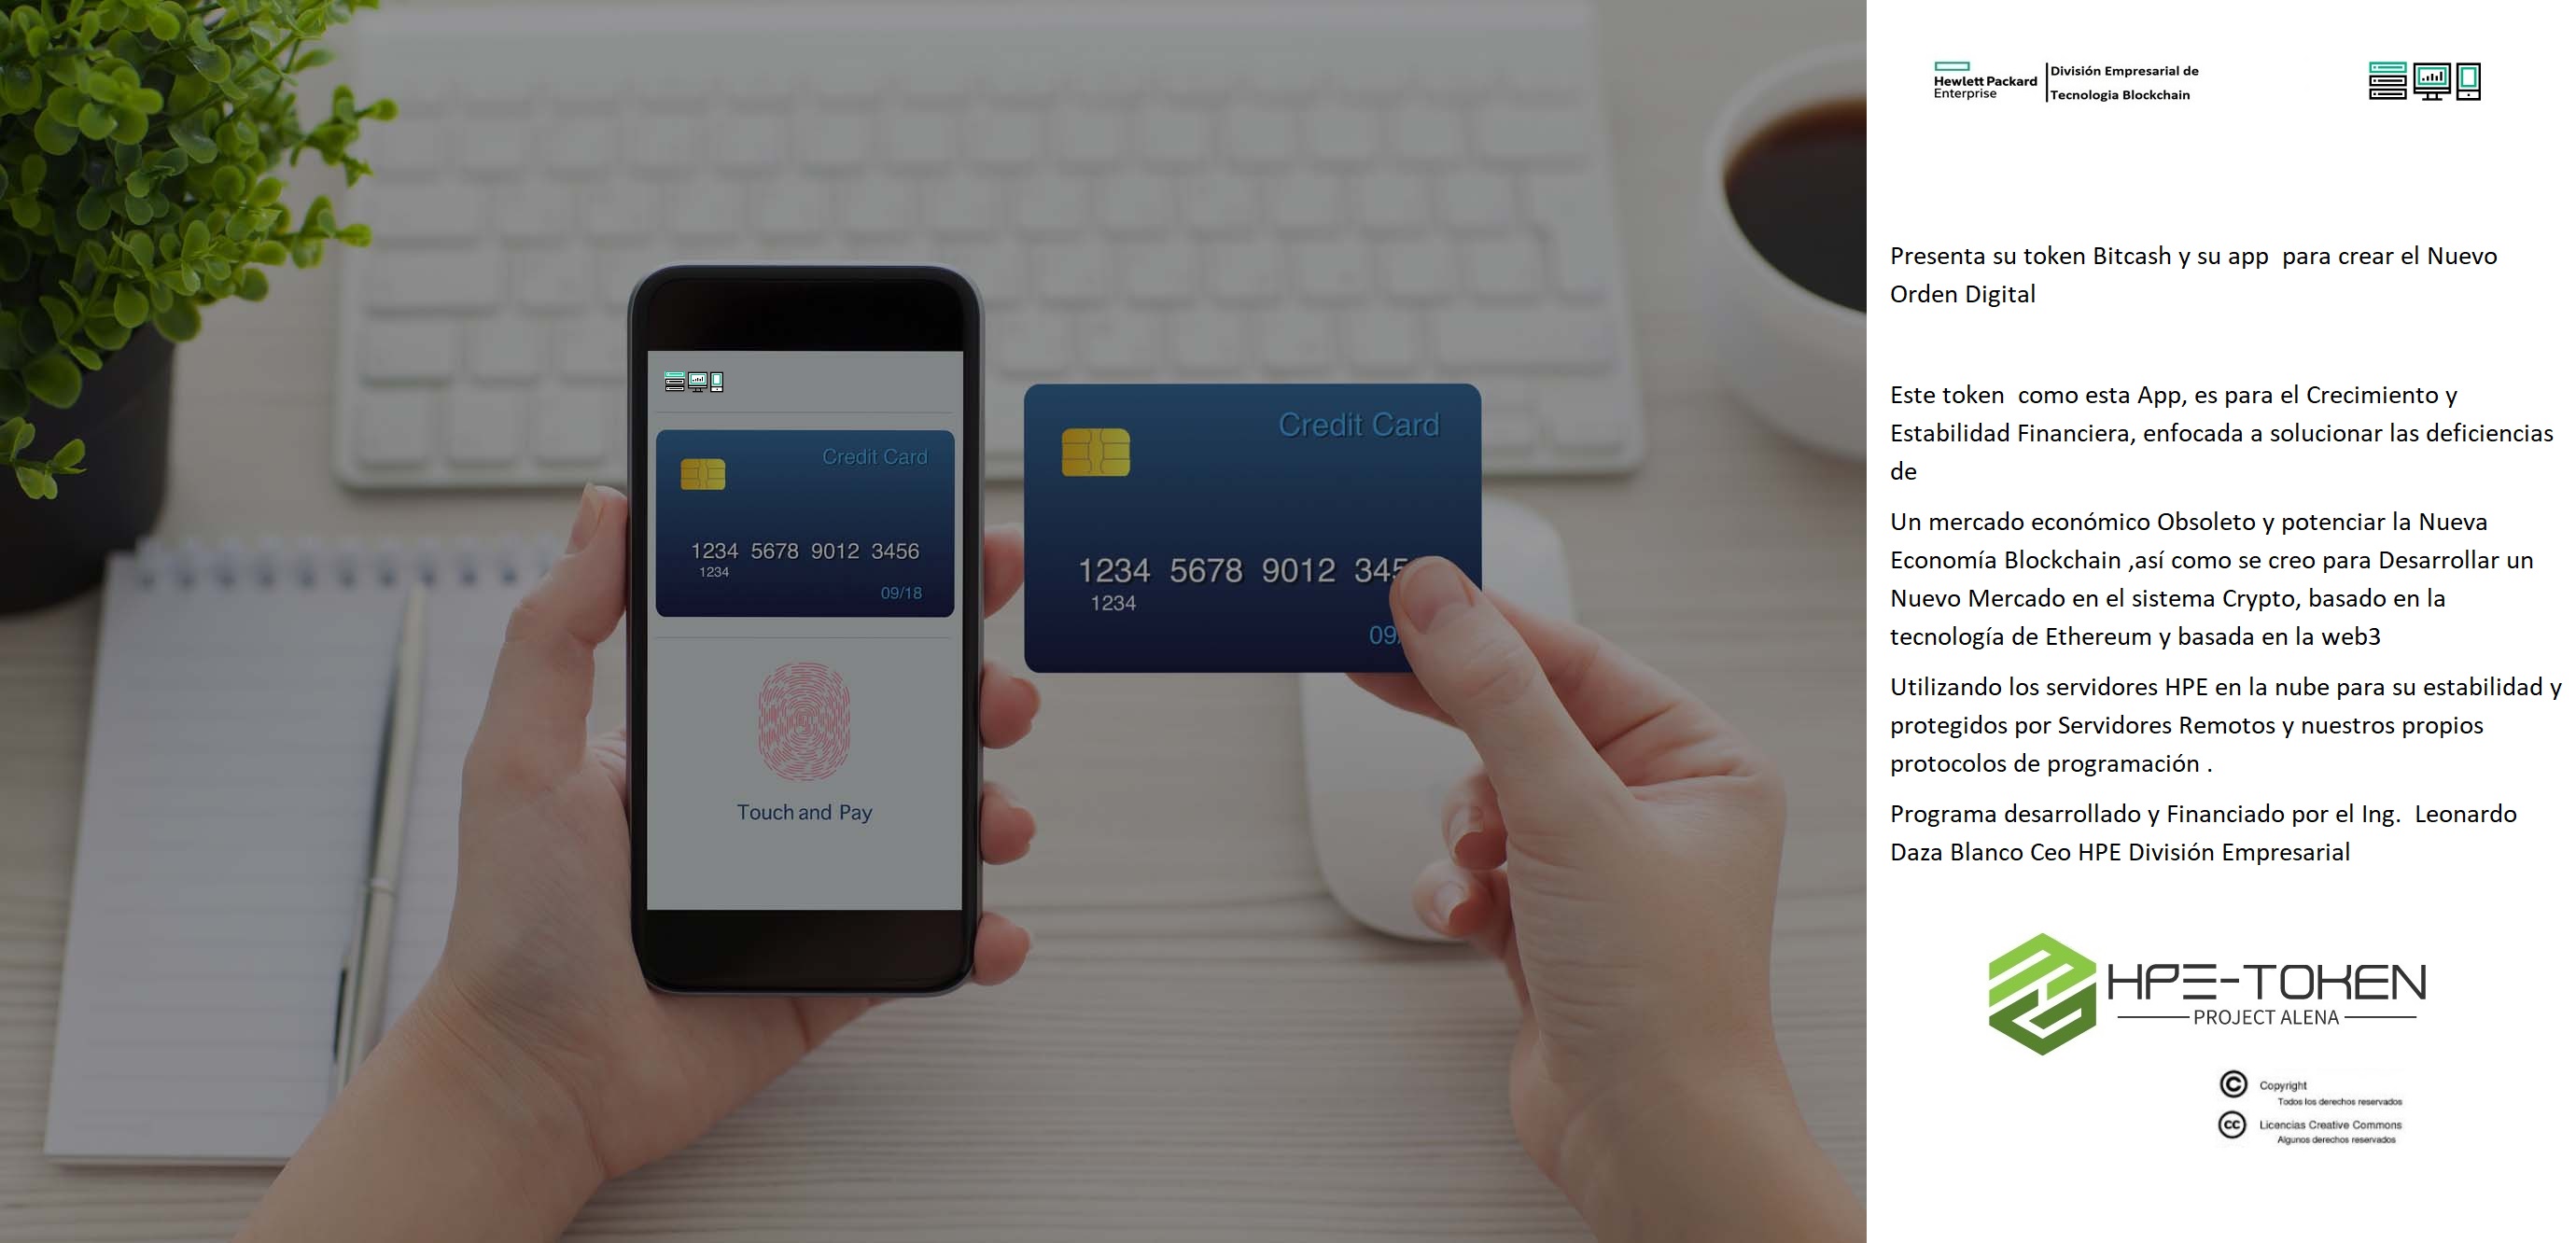 Hewlett Packard
Enterprise
División Empresarial de
Tecnologia Blockchain
Presenta su token Bitcash y su app  para crear el Nuevo
Orden Digital
Este token  como esta App, es para el Crecimiento y
Estabilidad Financiera, enfocada a solucionar las deficiencias
de
Un mercado económico Obsoleto y potenciar la Nueva
Economía Blockchain ,así como se creo para Desarrollar un
Nuevo Mercado en el sistema Crypto, basado en la
tecnología de Ethereum y basada en la web3
Utilizando los servidores HPE en la nube para su estabilidad y
protegidos por Servidores Remotos y nuestros propios
protocolos de programación .
Programa desarrollado y Financiado por el Ing.  Leonardo
Daza Blanco Ceo HPE División Empresarial
HPE-TOKEN
PROJECT ALENA
© Copyright
Todos los derechos reservados
cc Licencias Creative Commons
Algunos derechos reservados
Credit Card
1234 5678 9012 3456
1234
09/18
Touch and Pay
Credit Card
1234 5678 9012 345
1234
09/